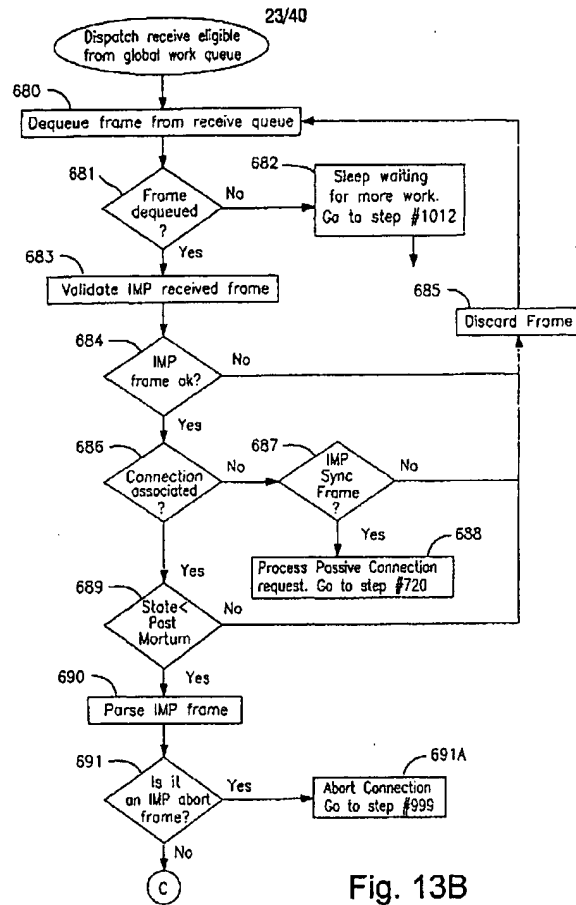 23/40
Dispatch receive eligible
from global work queue
680
Dequeue frame from receive queue
681
Frame
dequeued
?
No
Yes
682
Sleep waiting
for more work.
Go to step #1012
683
Validate IMP received frame
685
Discard Frame
684
IMP
frame ok?
No
Yes
686
Connection
associated
?
No
Yes
687
IMP
Sync
Frame
?
No
Yes
688
Process Passive Connection
request. Go to step #720
689
State<
Post
Mortum
No
Yes
690
Parse IMP frame
691
Is it
an IMP abort
frame?
Yes
No
691A
Abort Connection
Go to step #999
C
Fig. 13B